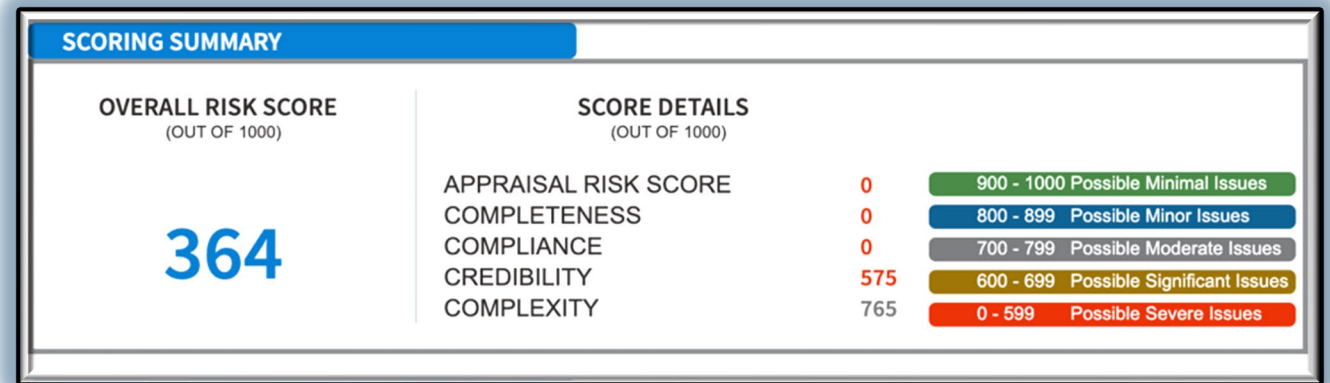 SCORING SUMMARY
OVERALL RISK SCORE
(OUT OF 1000)
364
SCORE DETAILS
(OUT OF 1000)
APPRAISAL RISK SCORE 0
COMPLETENESS 0
COMPLIANCE 0
CREDIBILITY 575
COMPLEXITY 765
900 - 1000 Possible Minimal Issues
800 - 899 Possible Minor Issues
700 - 799 Possible Moderate Issues
600 - 699 Possible Significant Issues
0 - 599 Possible Severe Issues